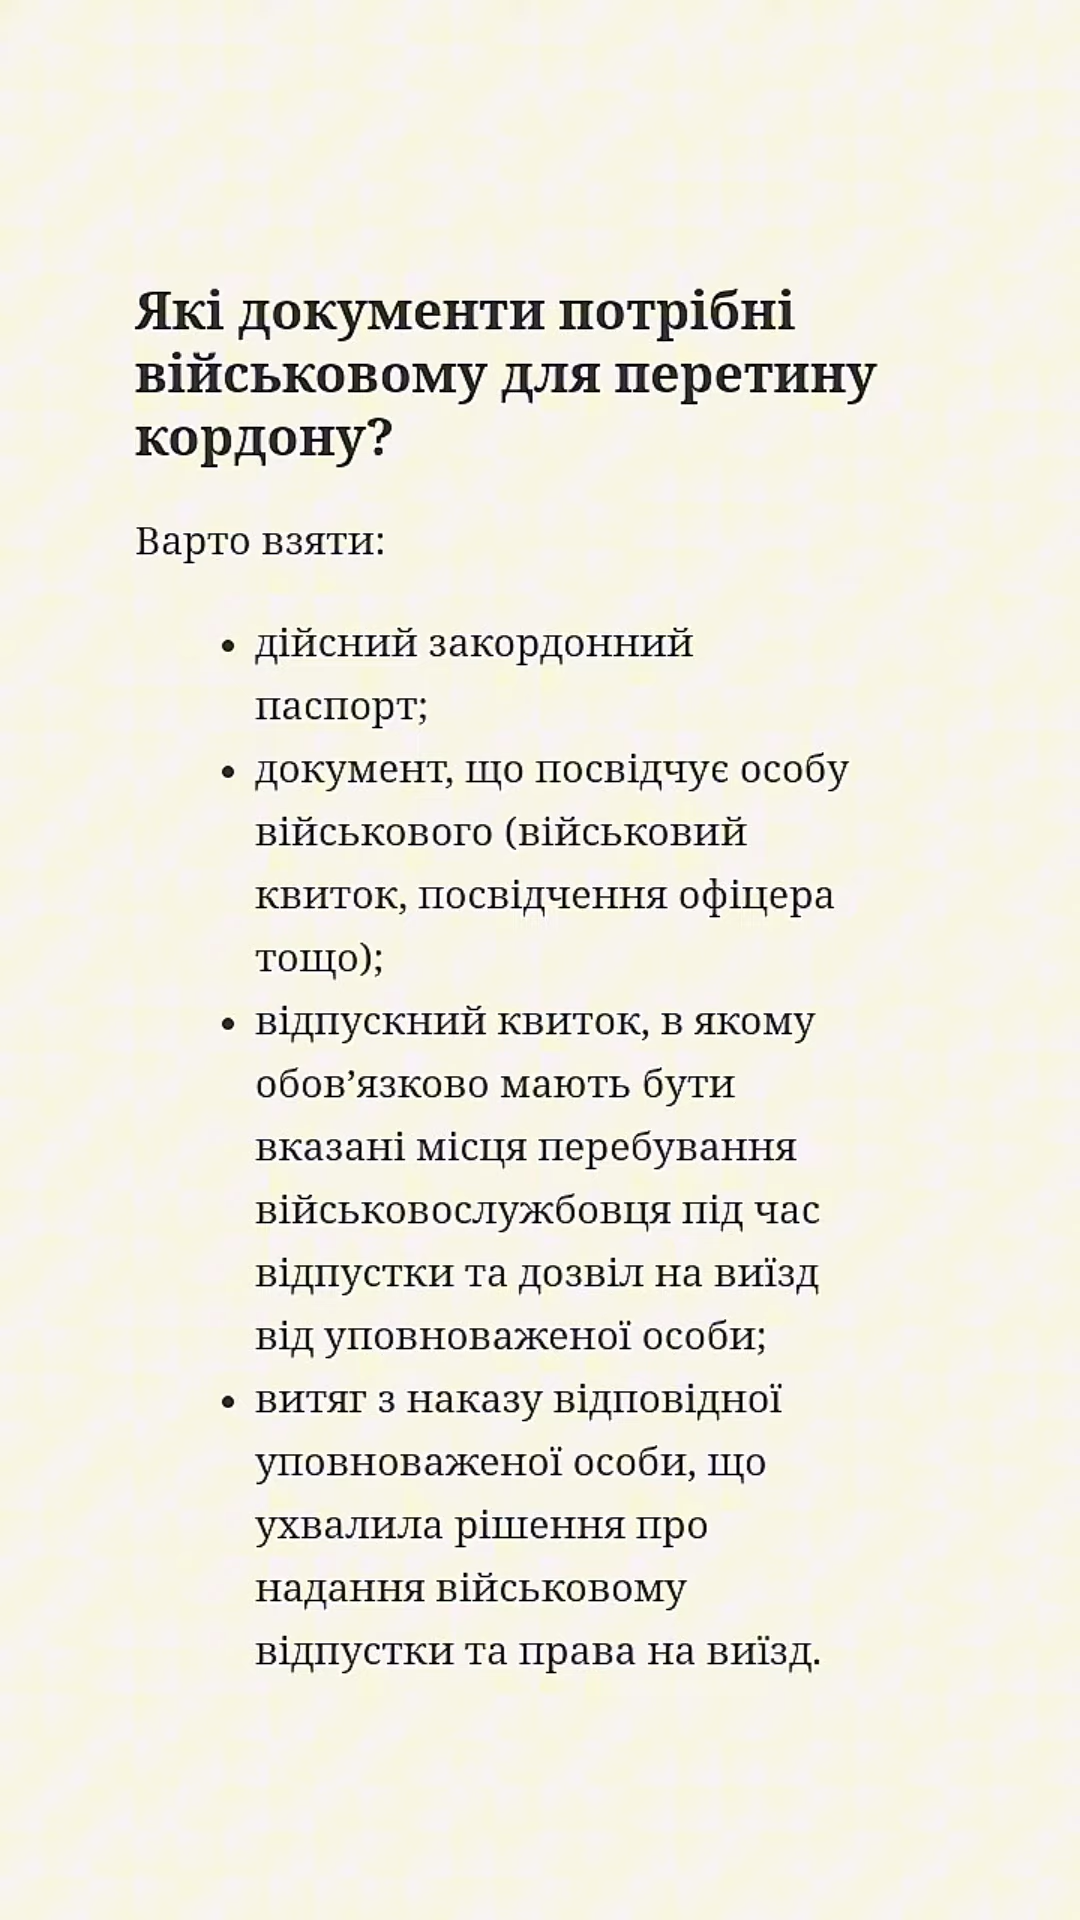 Які документи потрібні
військовому для перетину
кордону?
Варто взяти:
• дійсний закордонний
паспорт;
• документ, що посвідчує особу
військового (військовий
квиток, посвідчення офіцера
тощо);
• відпускний квиток, в якому
обов’язково мають бути
вказані місця перебування
військовослужбовця під час
відпустки та дозвіл на виїзд
від уповноваженої особи;
• витяг з наказу відповідної
уповноваженої особи, що
ухвалила рішення про
надання військовому
відпустки та права на виїзд.